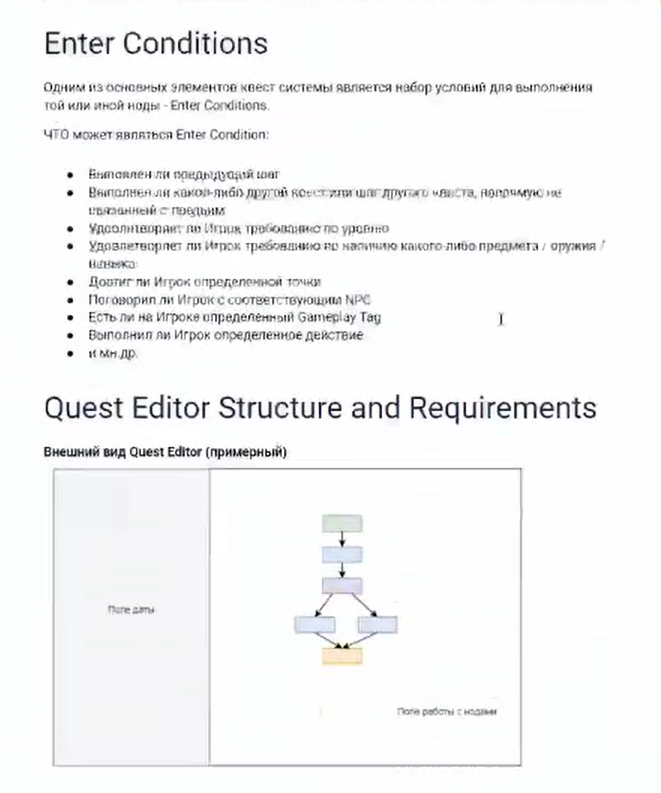 Enter Conditions
Одним из основных элементов квест системы является набор условий для выполнения
той или иной ноды - Enter Conditions.
ЧТО может являться Enter Condition:
Выполнен ли предыдущий шаг
Выполнен ли какой-либо другой квест или шаг другого квеста, напрямую не
связанный с
Удовлетворяет ли Игрок требованию по уровню
Удовлетворяет ли Игрок требованию по наличию какого-либо предмета / оружия /
навыка
Достиг ли Игрок определенной точки
Поговорил ли Игрок с соответствующим NPC
Есть ли на Игроке определенный Gameplay Tag
Выполнил ли Игрок определенное действие
и мн.др.
Quest Editor Structure and Requirements
Внешний вид Quest Editor (примерный)
Поле даты
Поле работы с нодами